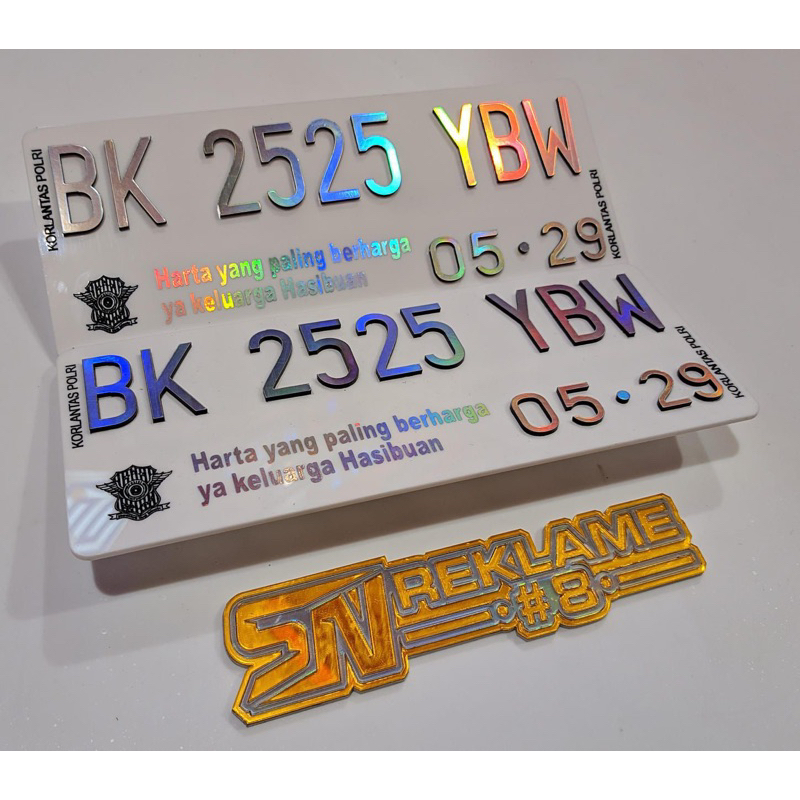 BK 2525 YBW
KORLANTAS POLRI
KORLANTAS POLRI
Harta yang paling berharga
ya keluarga Hasibuan
05·29
BK 2525 YBW
KORLANTAS POLRI
KORLANTAS POLRI
Harta yang paling berharga
ya keluarga Hasibuan
05·29
REKLAME
#8